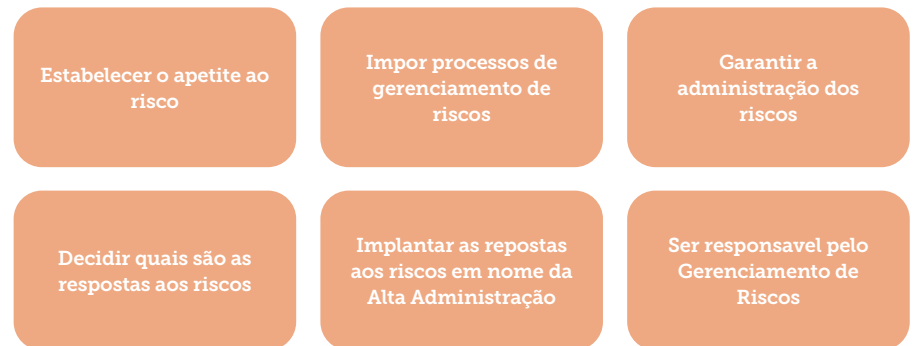 Estabelecer o apetite ao
risco
Impor processos de
gerenciamento de
riscos
Garantir a
administração dos
riscos
Decidir quais são as
respostas aos riscos
Implantar as repostas
aos riscos em nome da
Alta Administração
Ser responsavel pelo
Gerenciamento de
Riscos